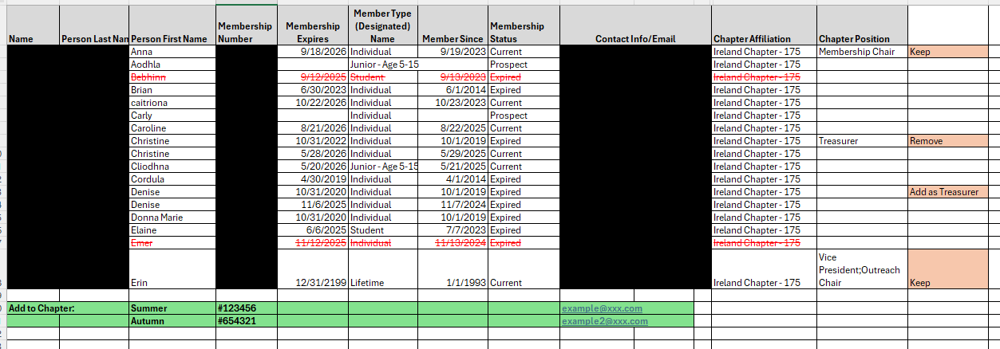 Name Person Last Nan Person First Name Membership Number Membership Expires Member Type (Designated) Name Member Since Membership Status Contact Info/Email Chapter Affiliation Chapter Position
Anna 9/18/2026 Individual 9/19/2023 Current Ireland Chapter - 175 Membership Chair Keep
Aodhla Junior - Age 5-15 Prospect Ireland Chapter - 175
Bebhinn 9/12/2025 Student 9/13/2023 Expired Ireland Chapter - 175
Brian 6/30/2023 Individual 6/1/2014 Expired Ireland Chapter - 175
caitriona 10/22/2026 Individual 10/23/2023 Current Ireland Chapter - 175
Carly Individual Prospect Ireland Chapter - 175
Caroline 8/21/2026 Individual 8/22/2025 Current Ireland Chapter - 175
Christine 10/31/2022 Individual 10/1/2019 Expired Ireland Chapter - 175 Treasurer Remove
Christine 5/28/2026 Individual 5/29/2025 Current Ireland Chapter - 175
Cliodhna 5/20/2026 Junior - Age 5-15 5/21/2025 Current Ireland Chapter - 175
Cordula 4/30/2019 Individual 4/1/2014 Expired Ireland Chapter - 175
Denise 10/31/2020 Individual 10/1/2019 Expired Ireland Chapter - 175 Add as Treasurer
Denise 11/6/2025 Individual 11/7/2024 Expired Ireland Chapter - 175
Donna Marie 10/31/2020 Individual 10/1/2019 Expired Ireland Chapter - 175
Elaine 6/6/2025 Student 7/7/2023 Expired Ireland Chapter - 175
Emer 11/12/2025 Individual 11/13/2024 Expired Ireland Chapter - 175
Erin 12/31/2199 Lifetime 1/1/1993 Current Ireland Chapter - 175 Vice President;Outreach Chair Keep
Add to Chapter: Summer #123456 example@xxx.com
Autumn #654321 example2@xxx.com